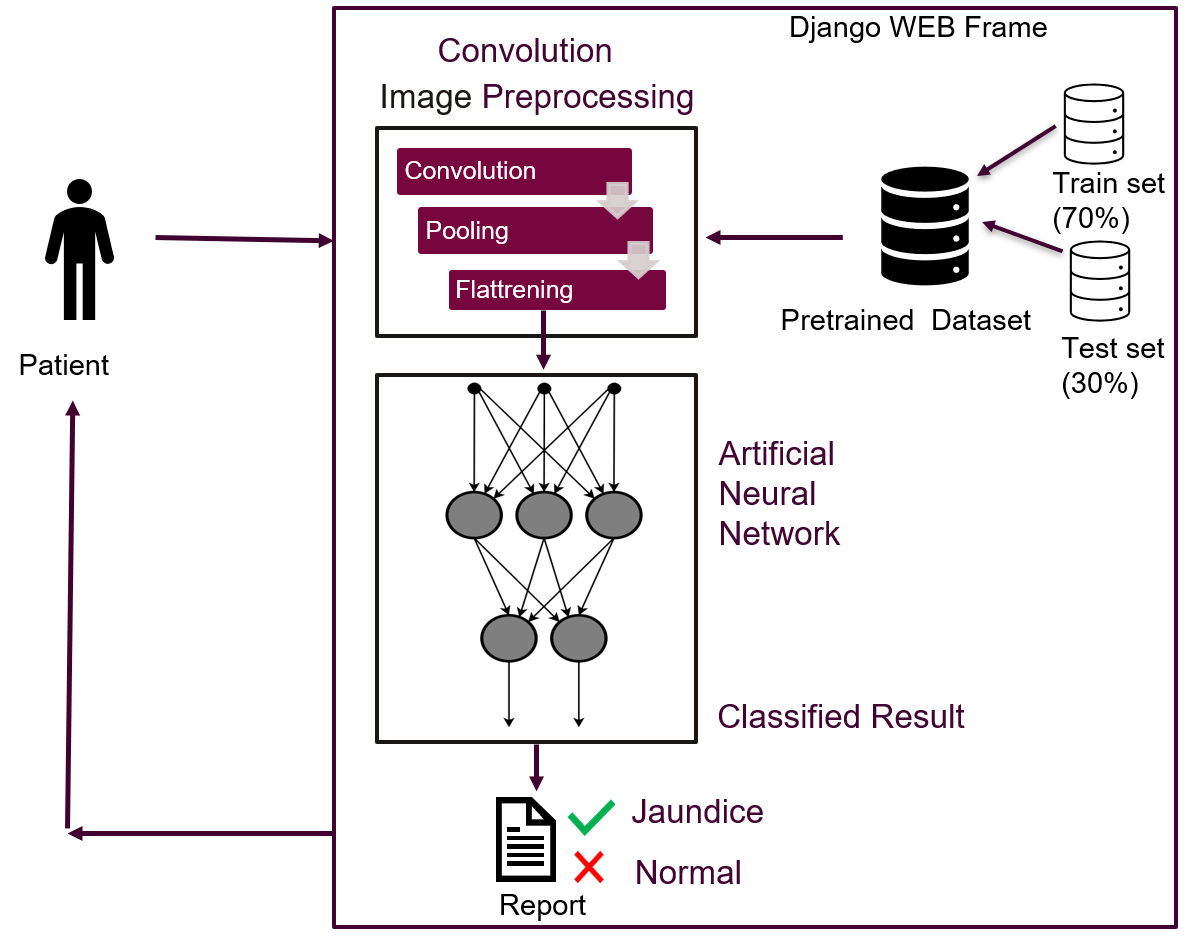 Django WEB Frame
Convolution
Image Preprocessing
Convolution
Pooling
Flattrening
Train set
(70%)
Pretrained Dataset
Test set
(30%)
Patient
Artificial
Neural
Network
Classified Result
Jaundice
Normal
Report